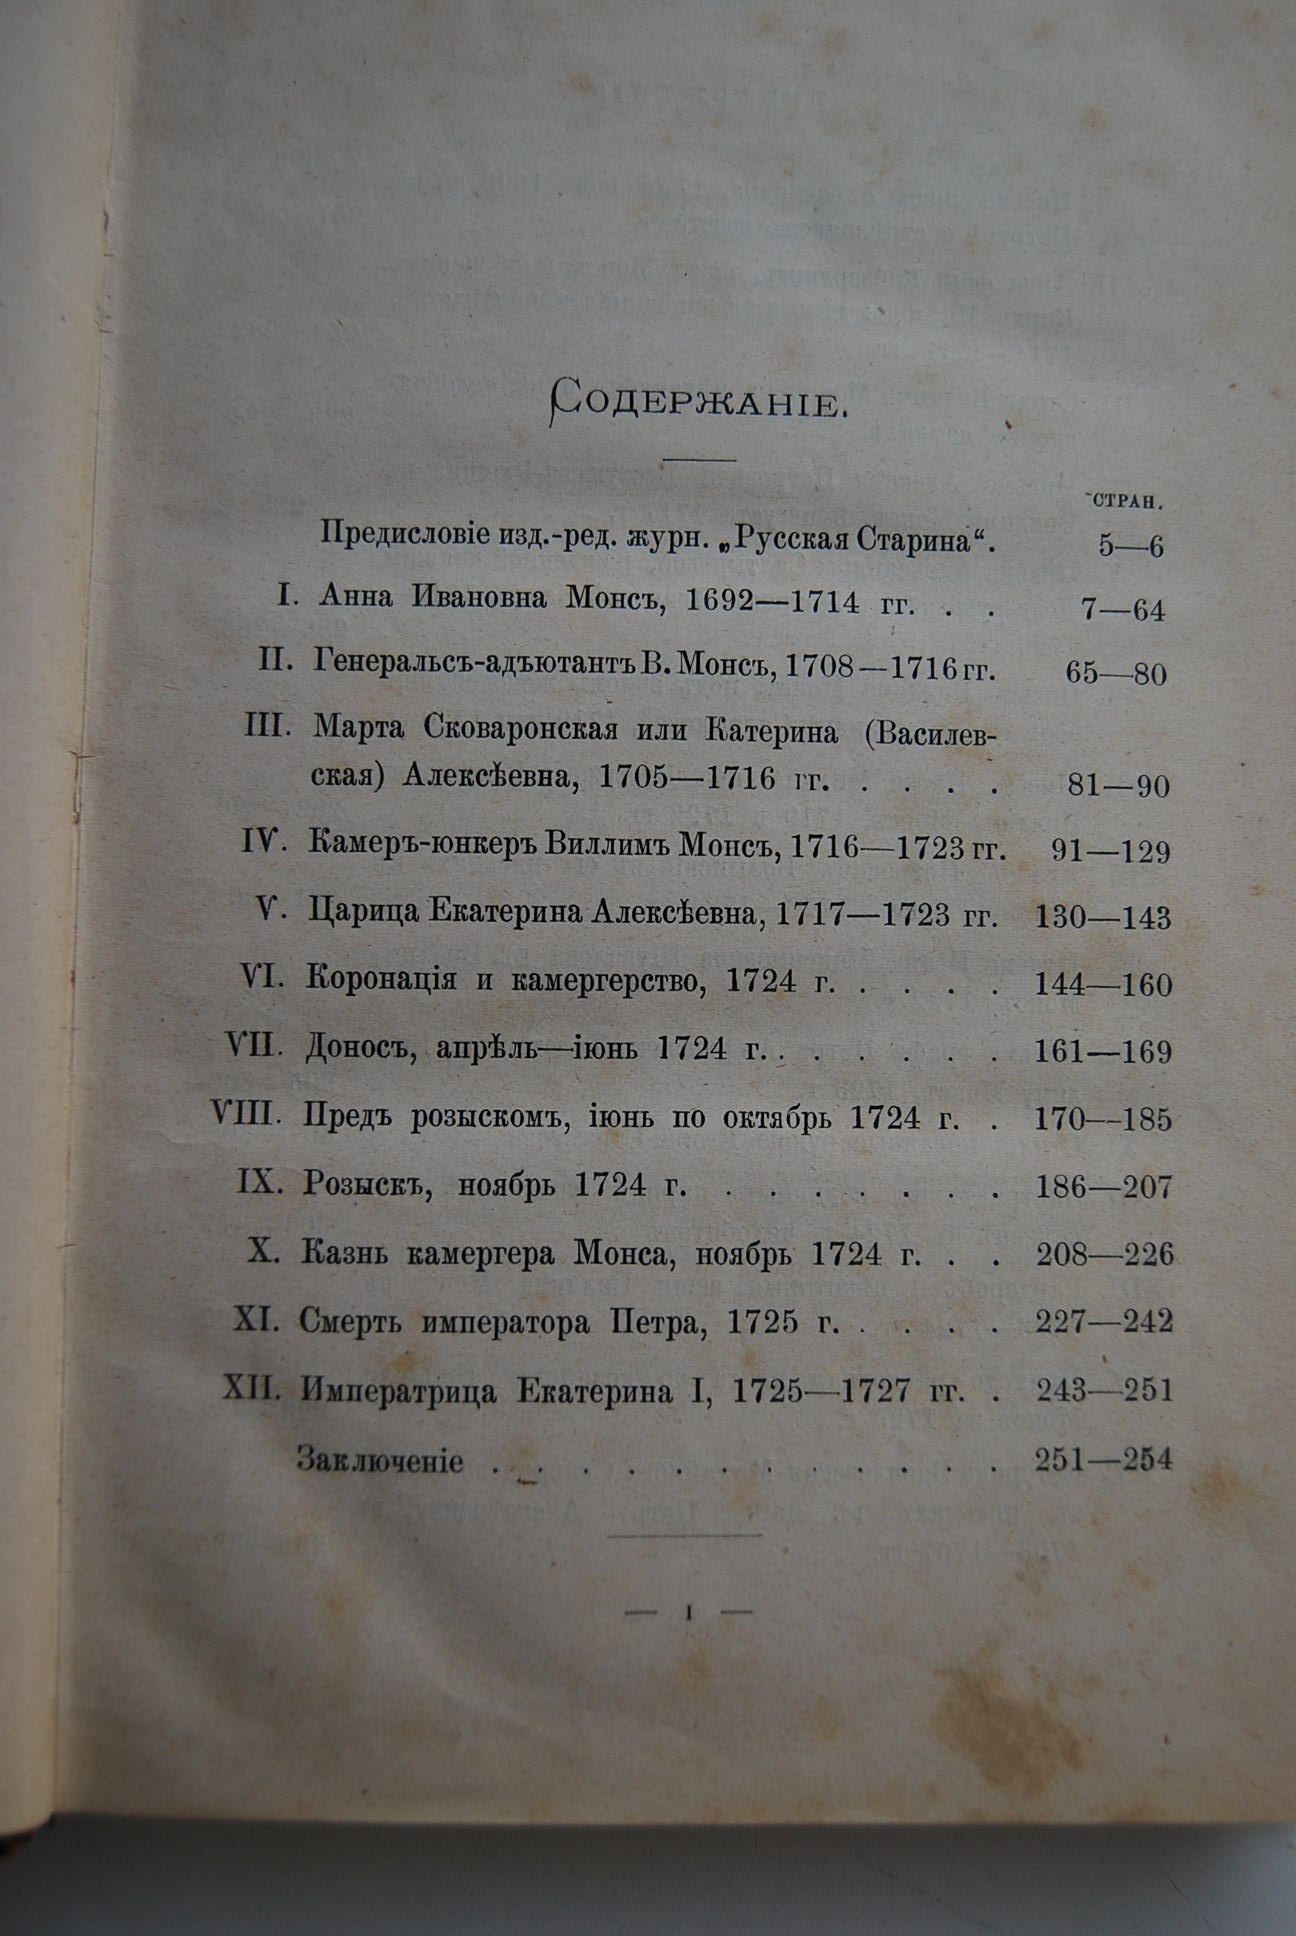 Содержаніе.
СТРАН.
Предисловіе изд.-ред. журн. „Русская Старина“. 5—6
I. Анна Ивановна Монсъ, 1692—1714 гг. . . 7—64
II. Генеральсъ-адъютантъ В. Монсъ, 1708—1716 гг. 65—80
III. Марта Сковаронская или Катерина (Василев-
ская) Алексѣевна, 1705—1716 гг. . . . . 81—90
IV. Камеръ-юнкеръ Виллимъ Монсъ, 1716—1723 гг. 91—129
V. Царица Екатерина Алексѣевна, 1717—1723 гг. 130—143
VI. Коронація и камергерство, 1724 г. . . . . 144—160
VII. Доносъ, апрѣль—іюнь 1724 г. . . . . . 161—169
VIII. Предъ розыскомъ, іюнь по октябрь 1724 г. . 170—185
IX. Розыскъ, ноябрь 1724 г. . . . . . . . 186—207
X. Казнь камергера Монса, ноябрь 1724 г. . . 208—226
XI. Смерть императора Петра, 1725 г. . . . . 227—242
XII. Императрица Екатерина I, 1725—1727 гг. . 243—251
Заключеніе . . . . . . . . . . . . 251—254
— I —